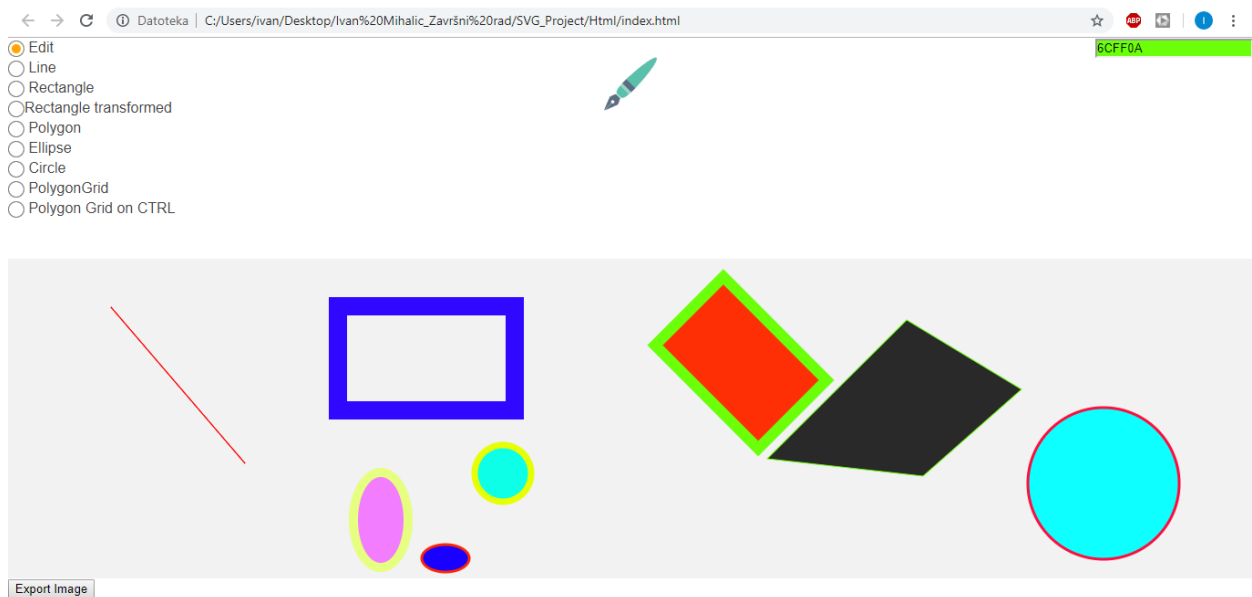 Datoteka | C:/Users/ivan/Desktop/Ivan%20Mihalic_Završni%20rad/SVG_Project/Html/index.html
ABP
I
Edit
6CFF0A
Line
Rectangle
Rectangle transformed
Polygon
Ellipse
Circle
PolygonGrid
Polygon Grid on CTRL
Export Image